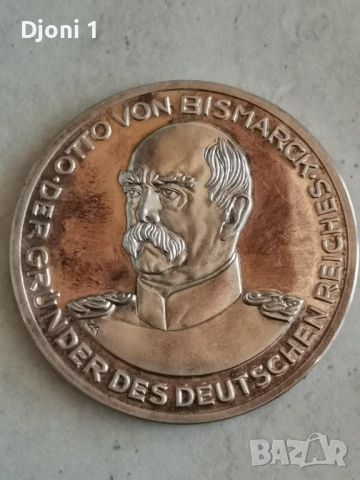 Djoni 1
OTTO VON BISMARCK · DER GRÜNDER DES DEUTSCHEN REICHES ·
BAZAR